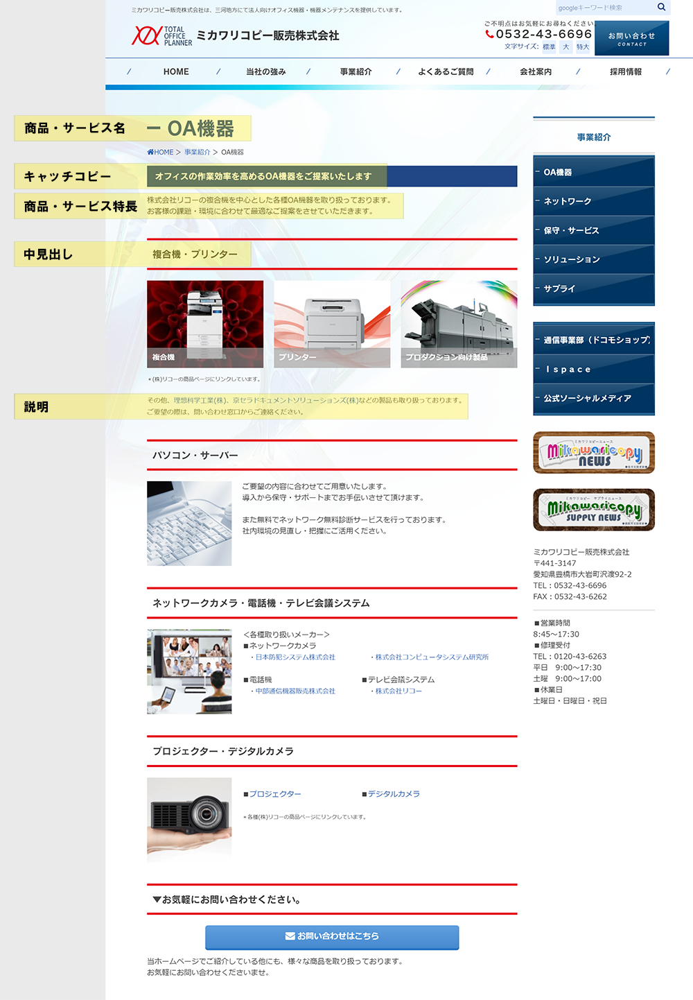 ミカワリコピー販売株式会社は、三河地方にて法人向けオフィス機器・機器メンテナンスを提供しています。
googleキーワード検索
TOTAL
OFFICE
PLANNER
ミカワリコピー販売株式会社
ご不明点はお気軽にお尋ねください。
0532-43-6696
文字サイズ: 標準 大 特大
お問い合わせ
CONTACT
HOME
当社の強み
事業紹介
よくあるご質問
会社案内
採用情報
商品・サービス名
ー OA機器
HOME > 事業紹介 > OA機器
キャッチコピー
オフィスの作業効率を高めるOA機器をご提案いたします
商品・サービス特長
株式会社リコーの複合機を中心とした各種OA機器を取り扱っております。
お客様の課題・環境に合わせて最適なご提案をさせていただきます。
中見出し
複合機・プリンター
複合機
プリンター
プロダクション向け製品
＊(株)リコーの商品ページにリンクしています。
説明
その他、理想科学工業(株)、京セラドキュメントソリューションズ(株)などの製品も取り扱っております。
ご要望の際は、問い合わせ窓口からご連絡ください。
パソコン・サーバー
ご要望の内容に合わせてご用意いたします。
導入から保守・サポートまでお手伝いさせて頂けます。
また無料でネットワーク無料診断サービスを行っております。
社内環境の見直し・把握にご活用ください。
ネットワークカメラ・電話機・テレビ会議システム
＜各種取り扱いメーカー＞
■ネットワークカメラ
・日本防犯システム株式会社
・株式会社コンピュータシステム研究所
■電話機
■テレビ会議システム
・中部通信機器販売株式会社
・株式会社リコー
プロジェクター・デジタルカメラ
■プロジェクター
■デジタルカメラ
＊各種(株)リコーの商品ページにリンクしています。
▼お気軽にお問い合わせください。
お問い合わせはこちら
当ホームページでご紹介している他にも、様々な商品を取り扱っております。
お気軽にお問い合わせくださいませ。
事業紹介
OA機器
ネットワーク
保守・サービス
ソリューション
サプライ
通信事業部（ドコモショップ）
Ｉｓｐａｃｅ
公式ソーシャルメディア
ミカワリコピーニュース
Mikawaricopy
NEWS
ミカワリコピー サプライニュース
Mikawaricopy
SUPPLY NEWS
ミカワリコピー販売株式会社
〒441-3147
愛知県豊橋市大岩町沢渡92-2
TEL：0532-43-6696
FAX：0532-43-6262
■営業時間
8:45～17:30
■修理受付
TEL：0120-43-6263
平日 9:00～17:30
土曜 9:00～17:00
■休業日
土曜日・日曜日・祝日